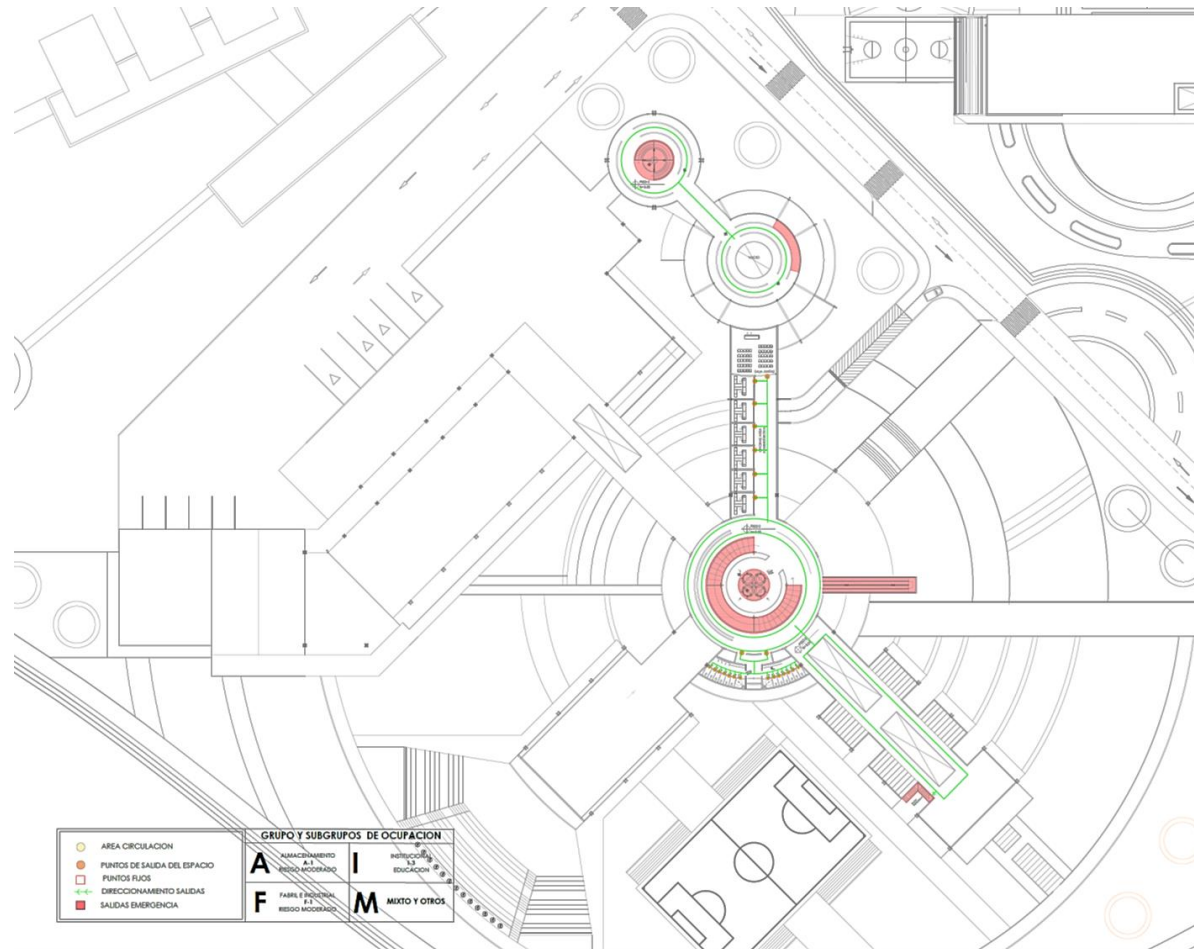 AREA CIRCULACION
PUNTOS DE SALIDA DEL ESPACIO
PUNTOS FIJOS
DIRECCIONAMIENTO SALIDAS
SALIDAS EMERGENCIA
GRUPO Y SUBGRUPOS DE OCUPACION
A
ALMACENAMIENTO
A-1
RIESGO MODERADO
I
INSTITUCIONAL
I-3
EDUCACION
F
FABRIL E INDUSTRIAL
F-1
RIESGO MODERADO
M
MIXTO Y OTROS